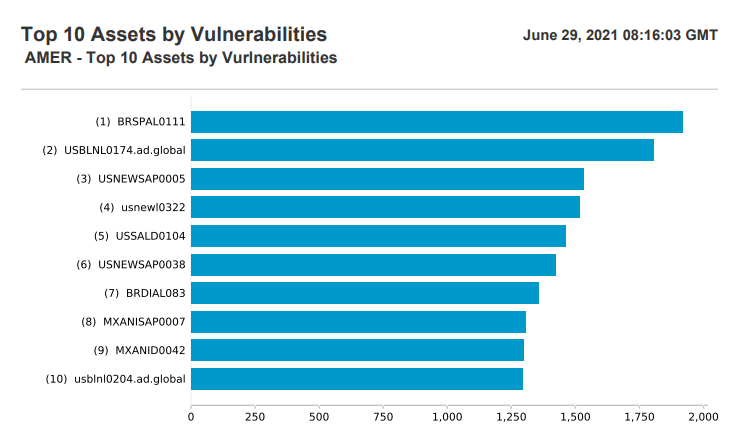 Top 10 Assets by Vulnerabilities
June 29, 2021 08:16:03 GMT
AMER - Top 10 Assets by Vurlnerabilities
(1) BRSPAL0111
(2) USBLNL0174.ad.global
(3) USNEWSAP0005
(4) usnewl0322
(5) USSALD0104
(6) USNEWSAP0038
(7) BRDIAL083
(8) MXANISAP0007
(9) MXANID0042
(10) usblnl0204.ad.global
0 250 500 750 1,000 1,250 1,500 1,750 2,000